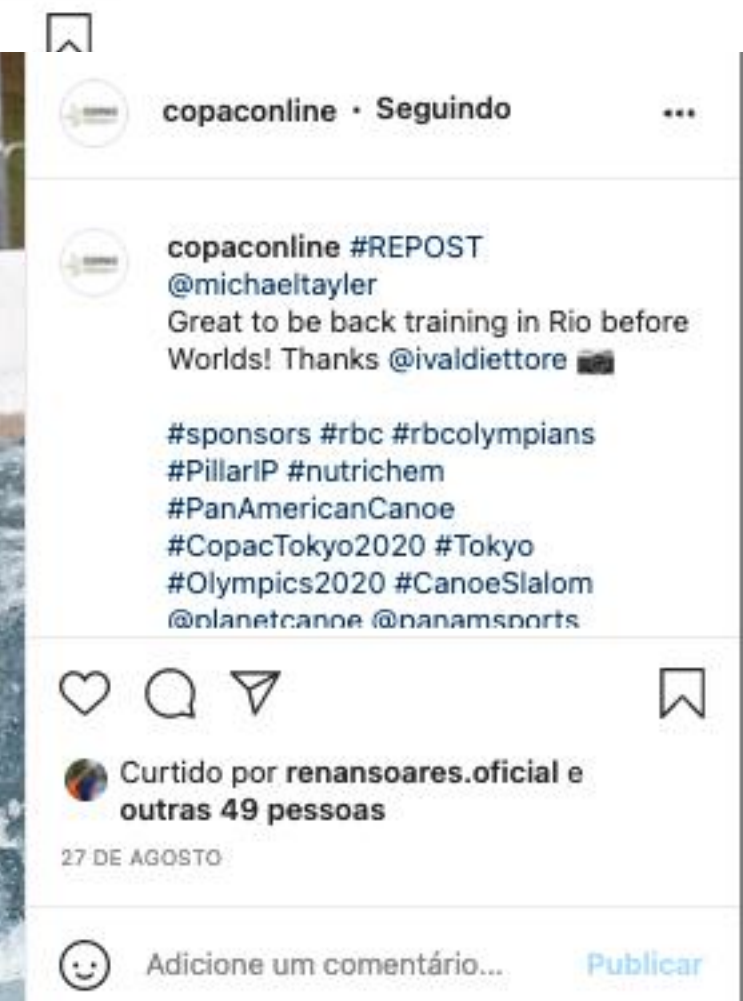 copaconline • Seguindo
copaconline #REPOST
@michaeltayler
Great to be back training in Rio before
Worlds! Thanks @ivaldiettore 📷
#sponsors #rbc #rbcolympians
#PillarIP #nutrichem
#PanAmericanCanoe
#CopacTokyo2020 #Tokyo
#Olympics2020 #CanoeSlalom
@planetcanoe @panamsports
Curtido por renansoares.oficial e
outras 49 pessoas
27 DE AGOSTO
Adicione um comentário... Publicar